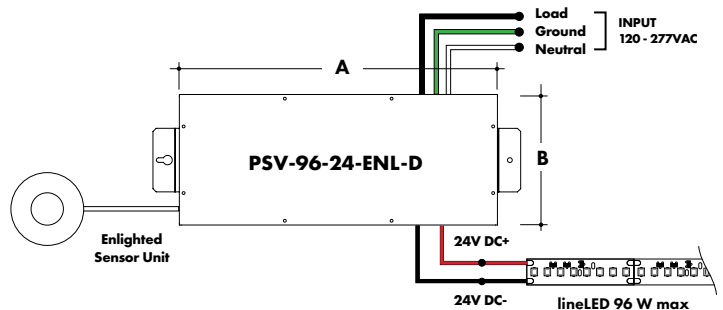 Load
Ground
Neutral
INPUT
120 - 277VAC
A
PSV-96-24-ENL-D
B
Enlighted
Sensor Unit
24V DC+
24V DC-
lineLED 96 W max